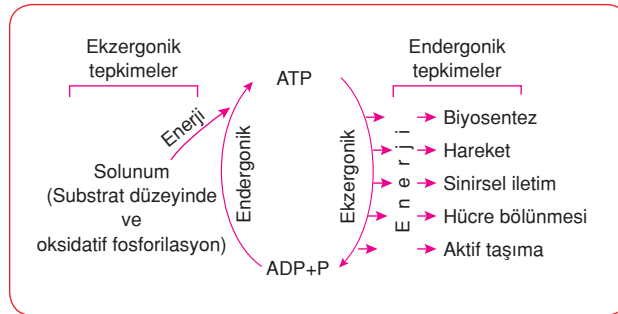 Ekzergonik
tepkimeler
Endergonik
tepkimeler
ATP
Enerji
Solunum
(Substrat düzeyinde
ve
oksidatif fosforilasyon)
Endergonik
Ekzergonik
Enerji
Biyosentez
Hareket
Sinirsel iletim
Hücre bölünmesi
Aktif taşıma
ADP+P